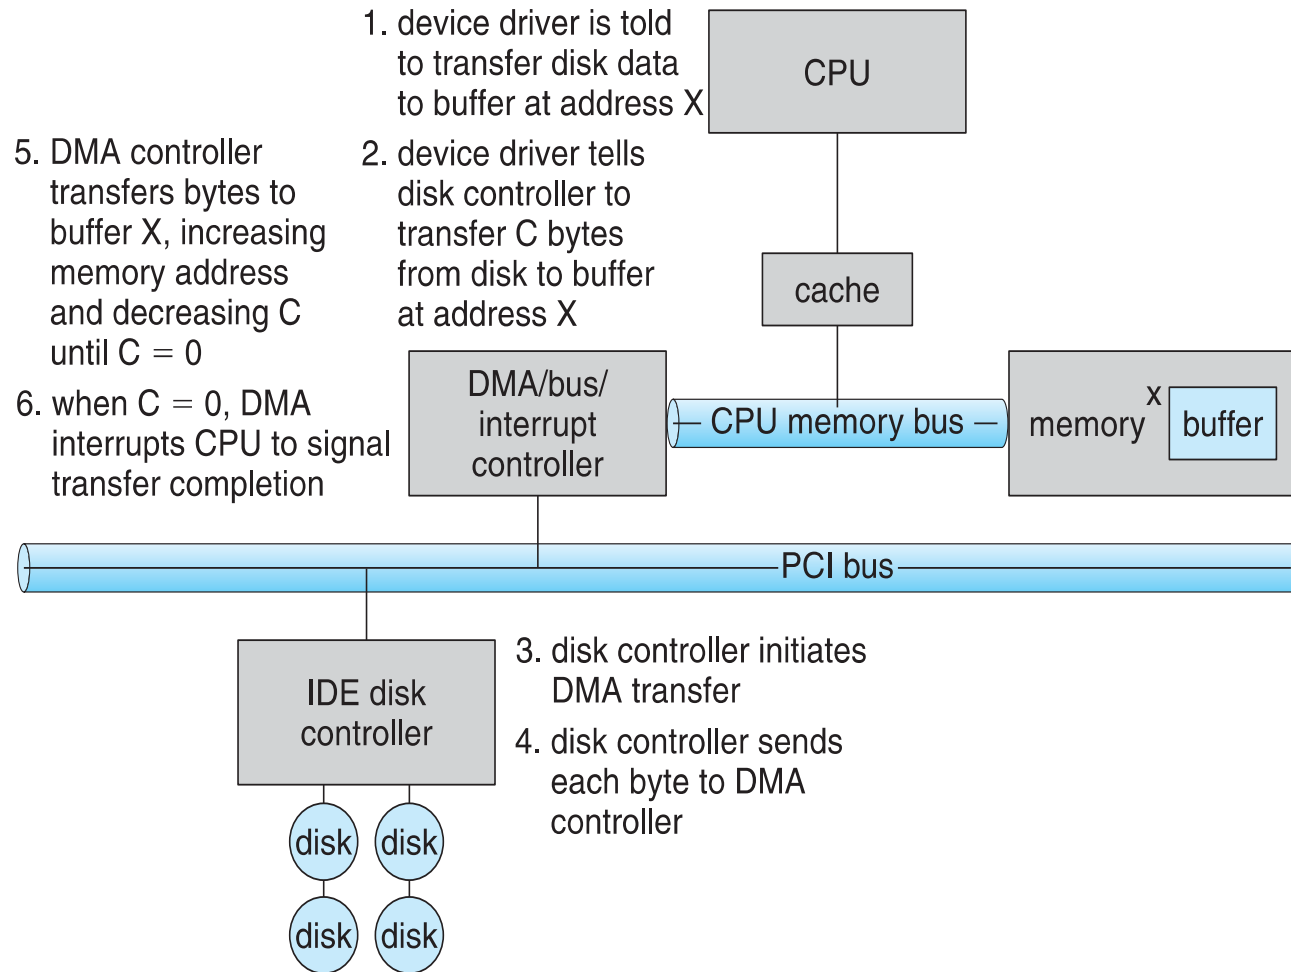 1. device driver is told
to transfer disk data
to buffer at address X
CPU
5. DMA controller
transfers bytes to
buffer X, increasing
memory address
and decreasing C
until C = 0
2. device driver tells
disk controller to
transfer C bytes
from disk to buffer
at address X
cache
6. when C = 0, DMA
interrupts CPU to signal
transfer completion
DMA/bus/
interrupt
controller
CPU memory bus
memory
x
buffer
PCI bus
IDE disk
controller
3. disk controller initiates
DMA transfer
4. disk controller sends
each byte to DMA
controller
disk
disk
disk
disk